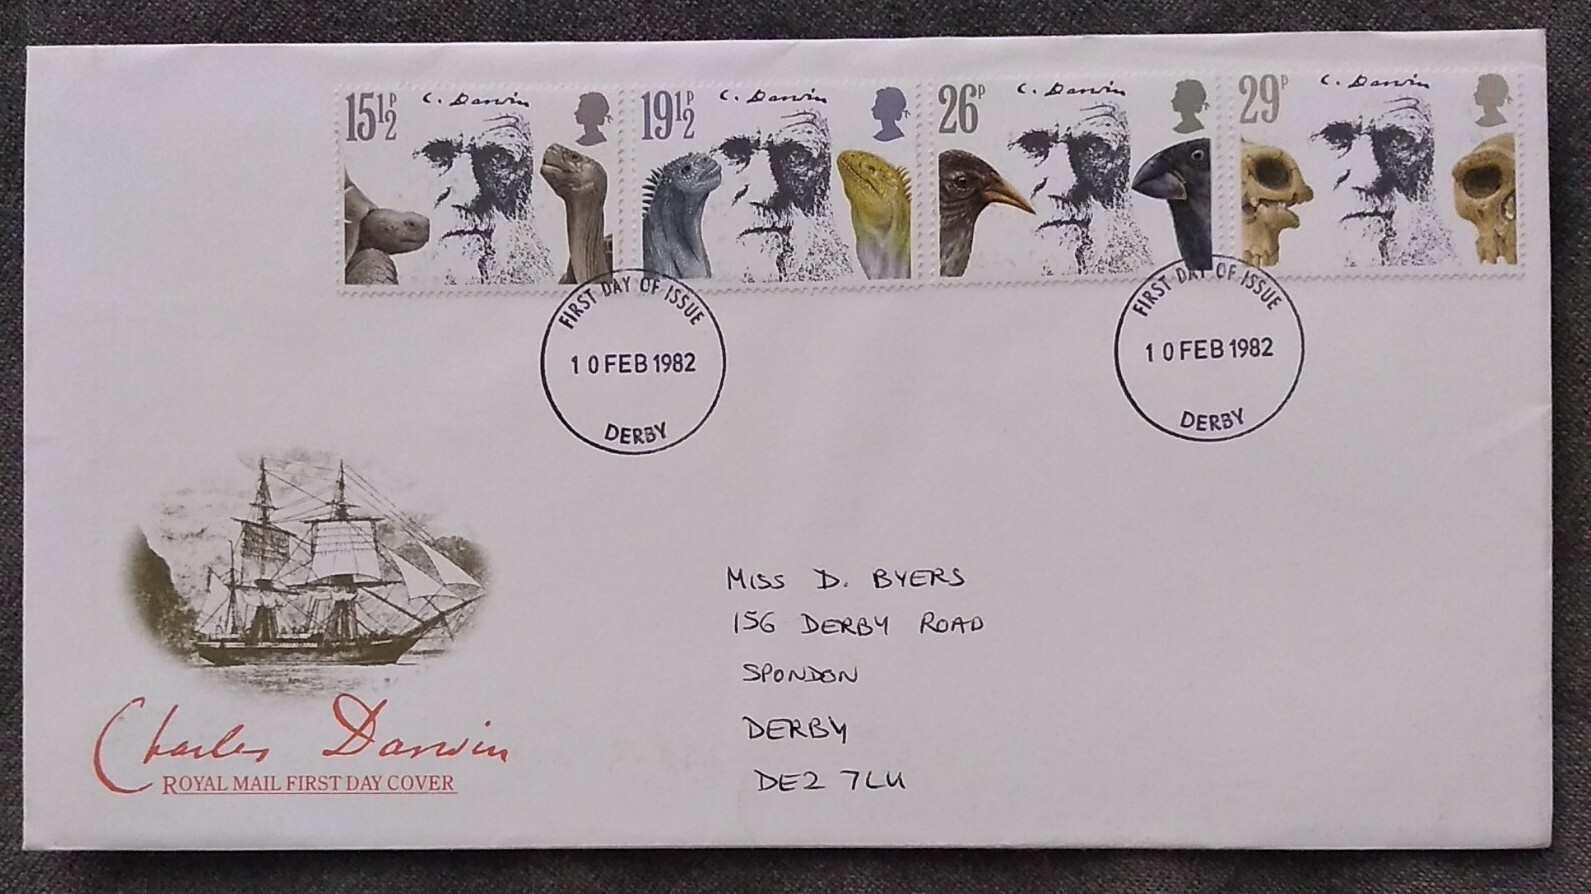 15½P C. Darwin
19½P C. Darwin
26P C. Darwin
29P C. Darwin
FIRST DAY OF ISSUE
10 FEB 1982
DERBY
FIRST DAY OF ISSUE
10 FEB 1982
DERBY
MISS D. BYERS
156 DERBY ROAD
SPONDON
DERBY
DE2 7LU
Charles Darwin
ROYAL MAIL FIRST DAY COVER